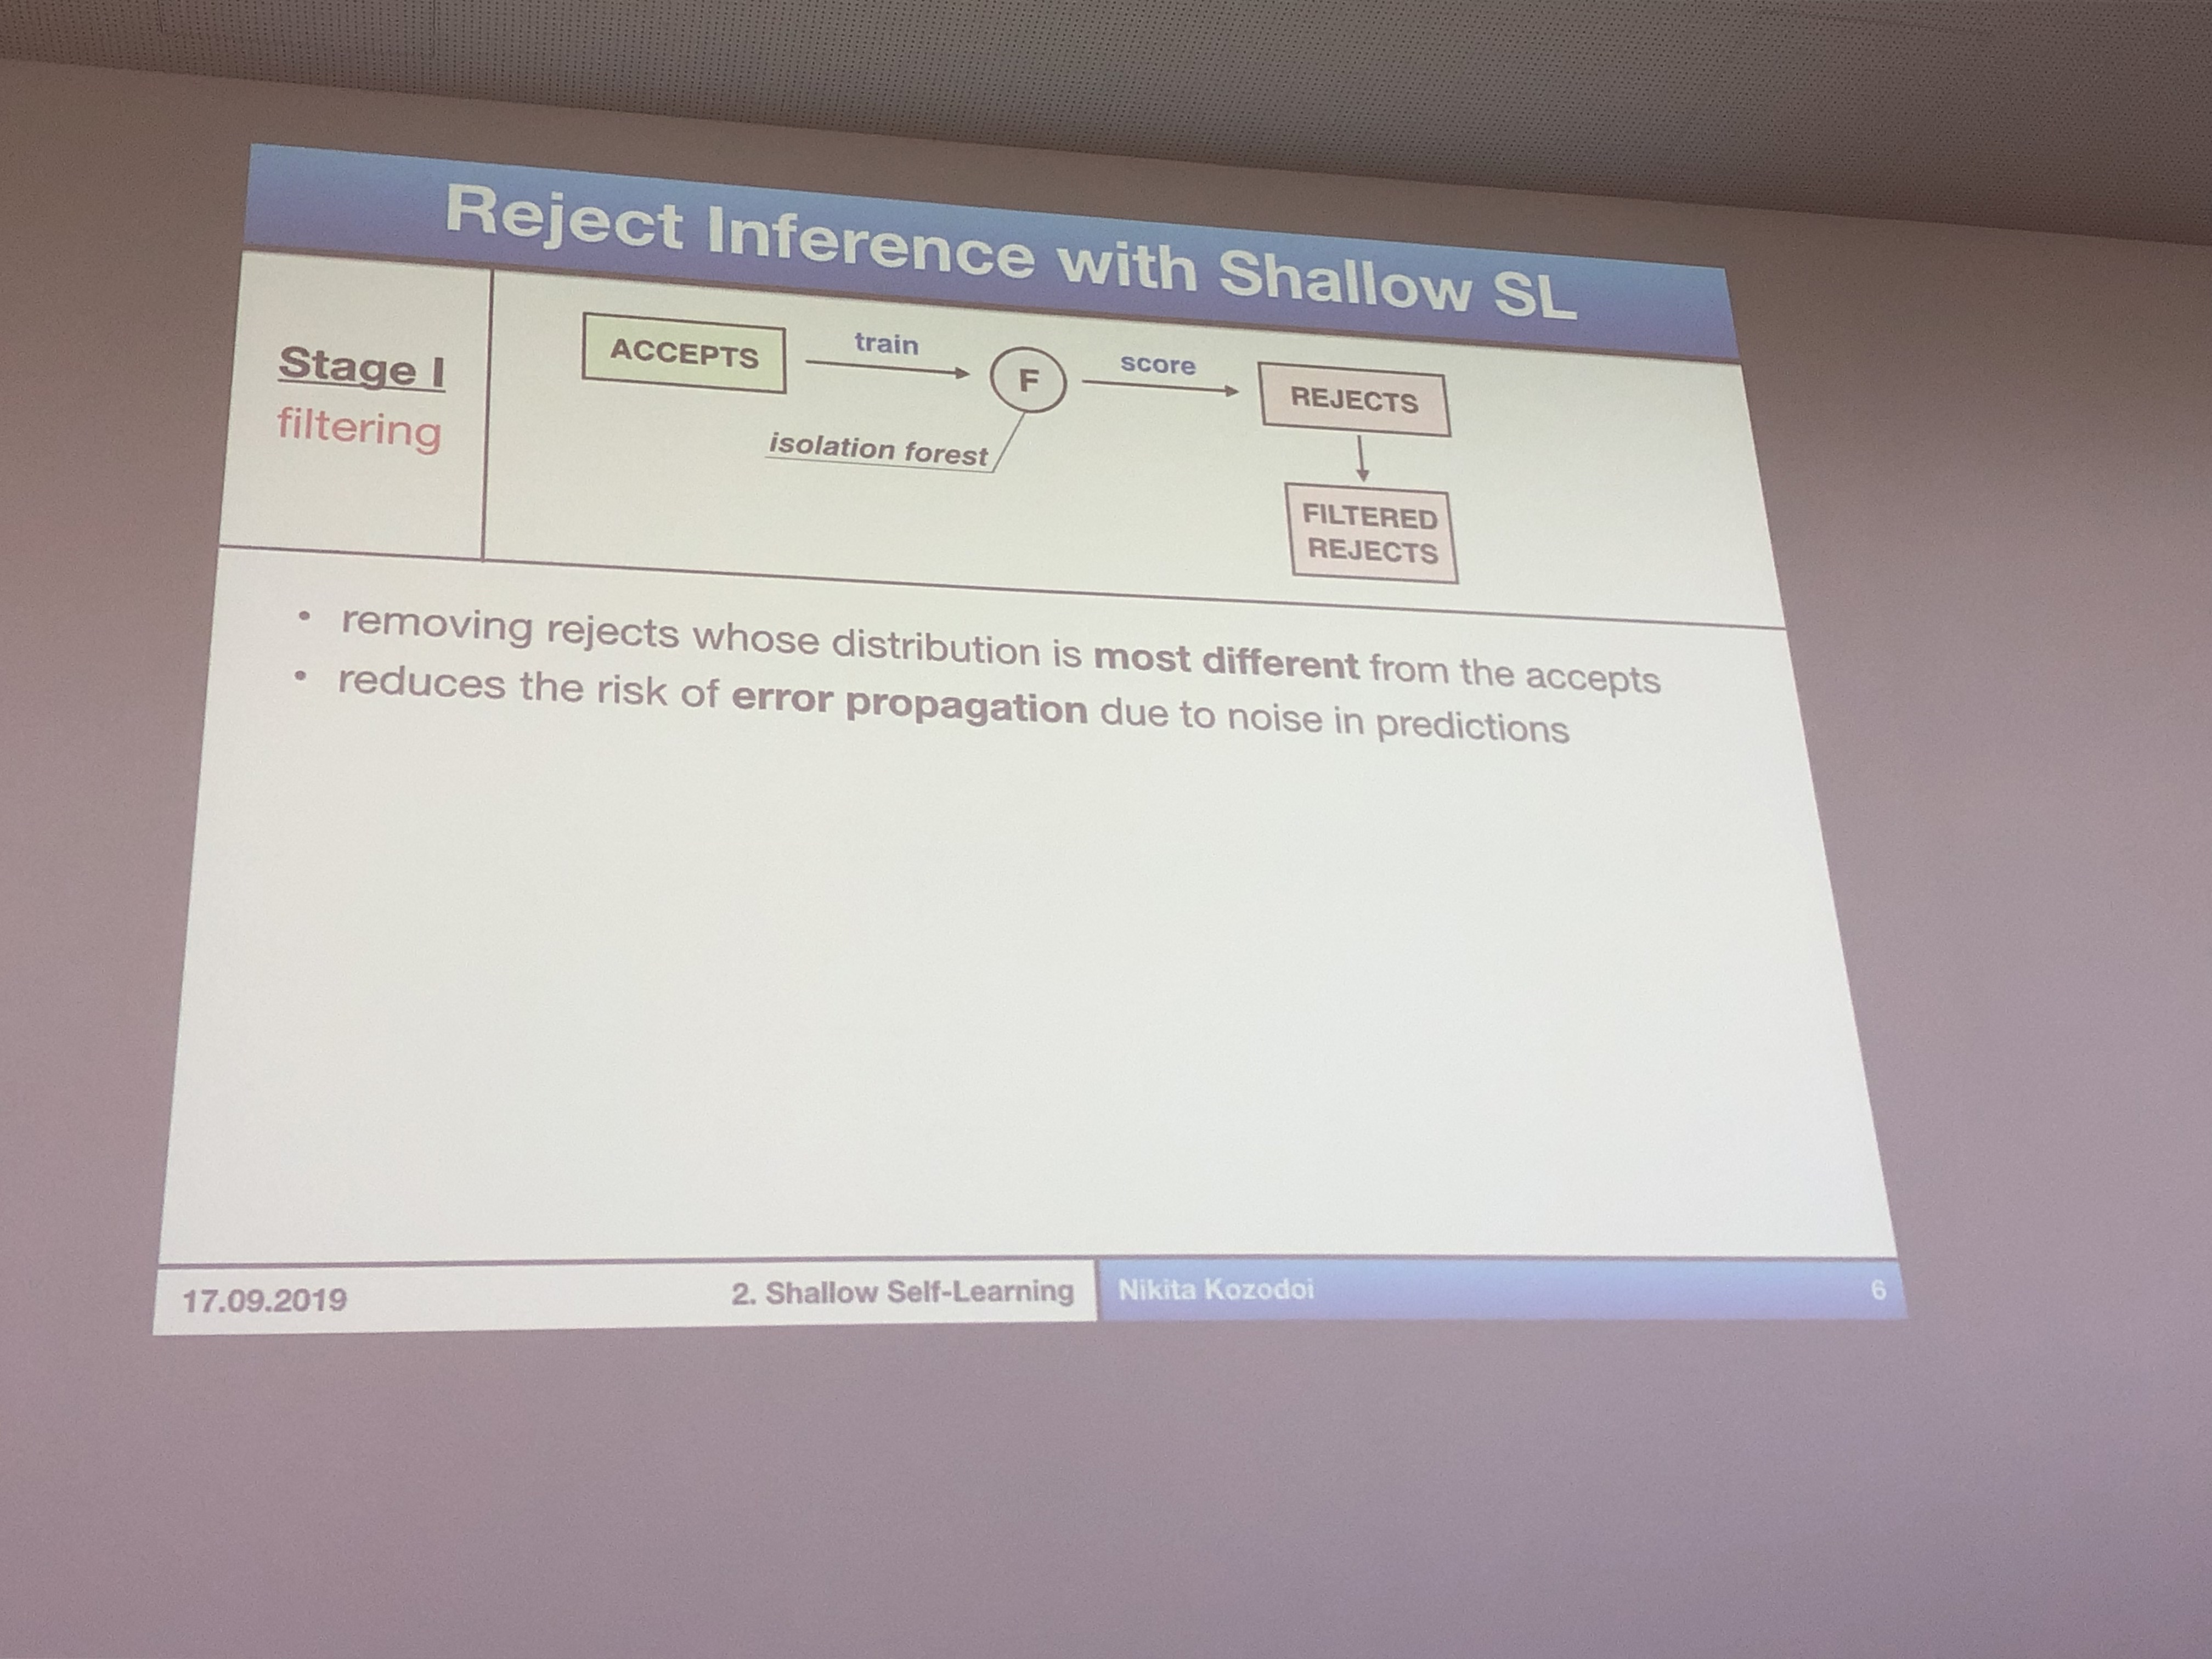 Reject Inference with Shallow SL
Stage I
filtering
ACCEPTS
train
F
score
REJECTS
isolation forest
FILTERED
REJECTS
• removing rejects whose distribution is most different from the accepts
• reduces the risk of error propagation due to noise in predictions
17.09.2019
2. Shallow Self-Learning
Nikita Kozodoi
6